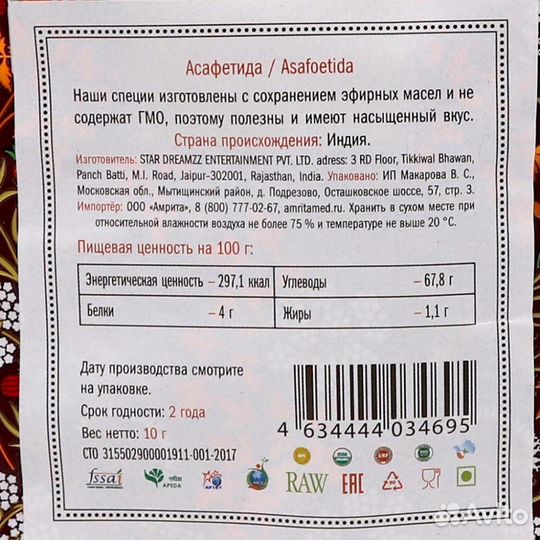 Асафетида / Asafoetida
Наши специи изготовлены с сохранением эфирных масел и не
содержат ГМО, поэтому полезны и имеют насыщенный вкус.
Страна происхождения: Индия.
Изготовитель: STAR DREAMZZ ENTERTAINMENT PVT. LTD. adress: 3 RD Floor, Tikkiwal Bhawan,
Panch Batti, M.I. Road, Jaipur-302001, Rajasthan, India. Упаковано: ИП Макарова В. С.,
Московская обл., Мытищинский район, д. Подрезово, Осташковское шоссе, 57, стр. 3.
Импортёр: ООО «Амрита», 8 (800) 777-02-67, amritamed.ru. Хранить в сухом месте при
относительной влажности воздуха не более 75 % и температуре не выше 20 °С.
Пищевая ценность на 100 г:
Энергетическая ценность – 297,1 ккал
Углеводы – 67,8 г
Белки – 4 г
Жиры – 1,1 г
Дату производства смотрите
на упаковке.
Срок годности: 2 года
Вес нетто: 10 г
СТО 315502900001911-001-2017
4 634444 034695
fssai
APEDA
RAW
EAC
Avito